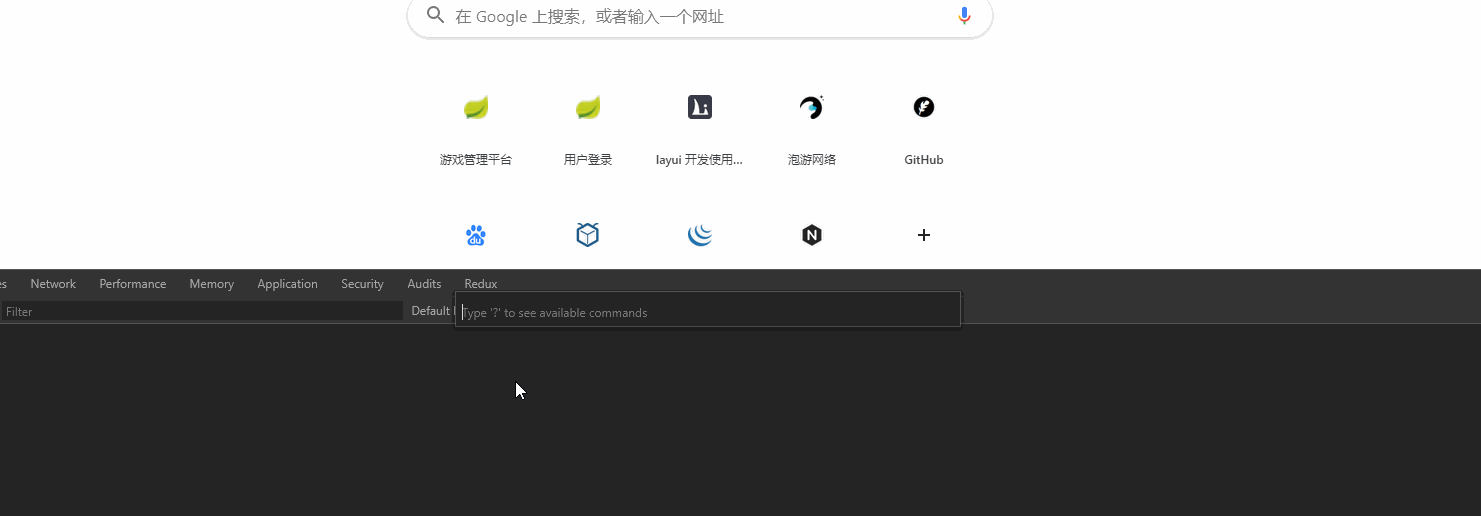 在 Google 上搜索，或者输入一个网址
游戏管理平台
用户登录
layui 开发使用...
泡游网络
GitHub
du
N
es Network Performance Memory Application Security Audits Redux
Filter
Default l
Type '?' to see available commands